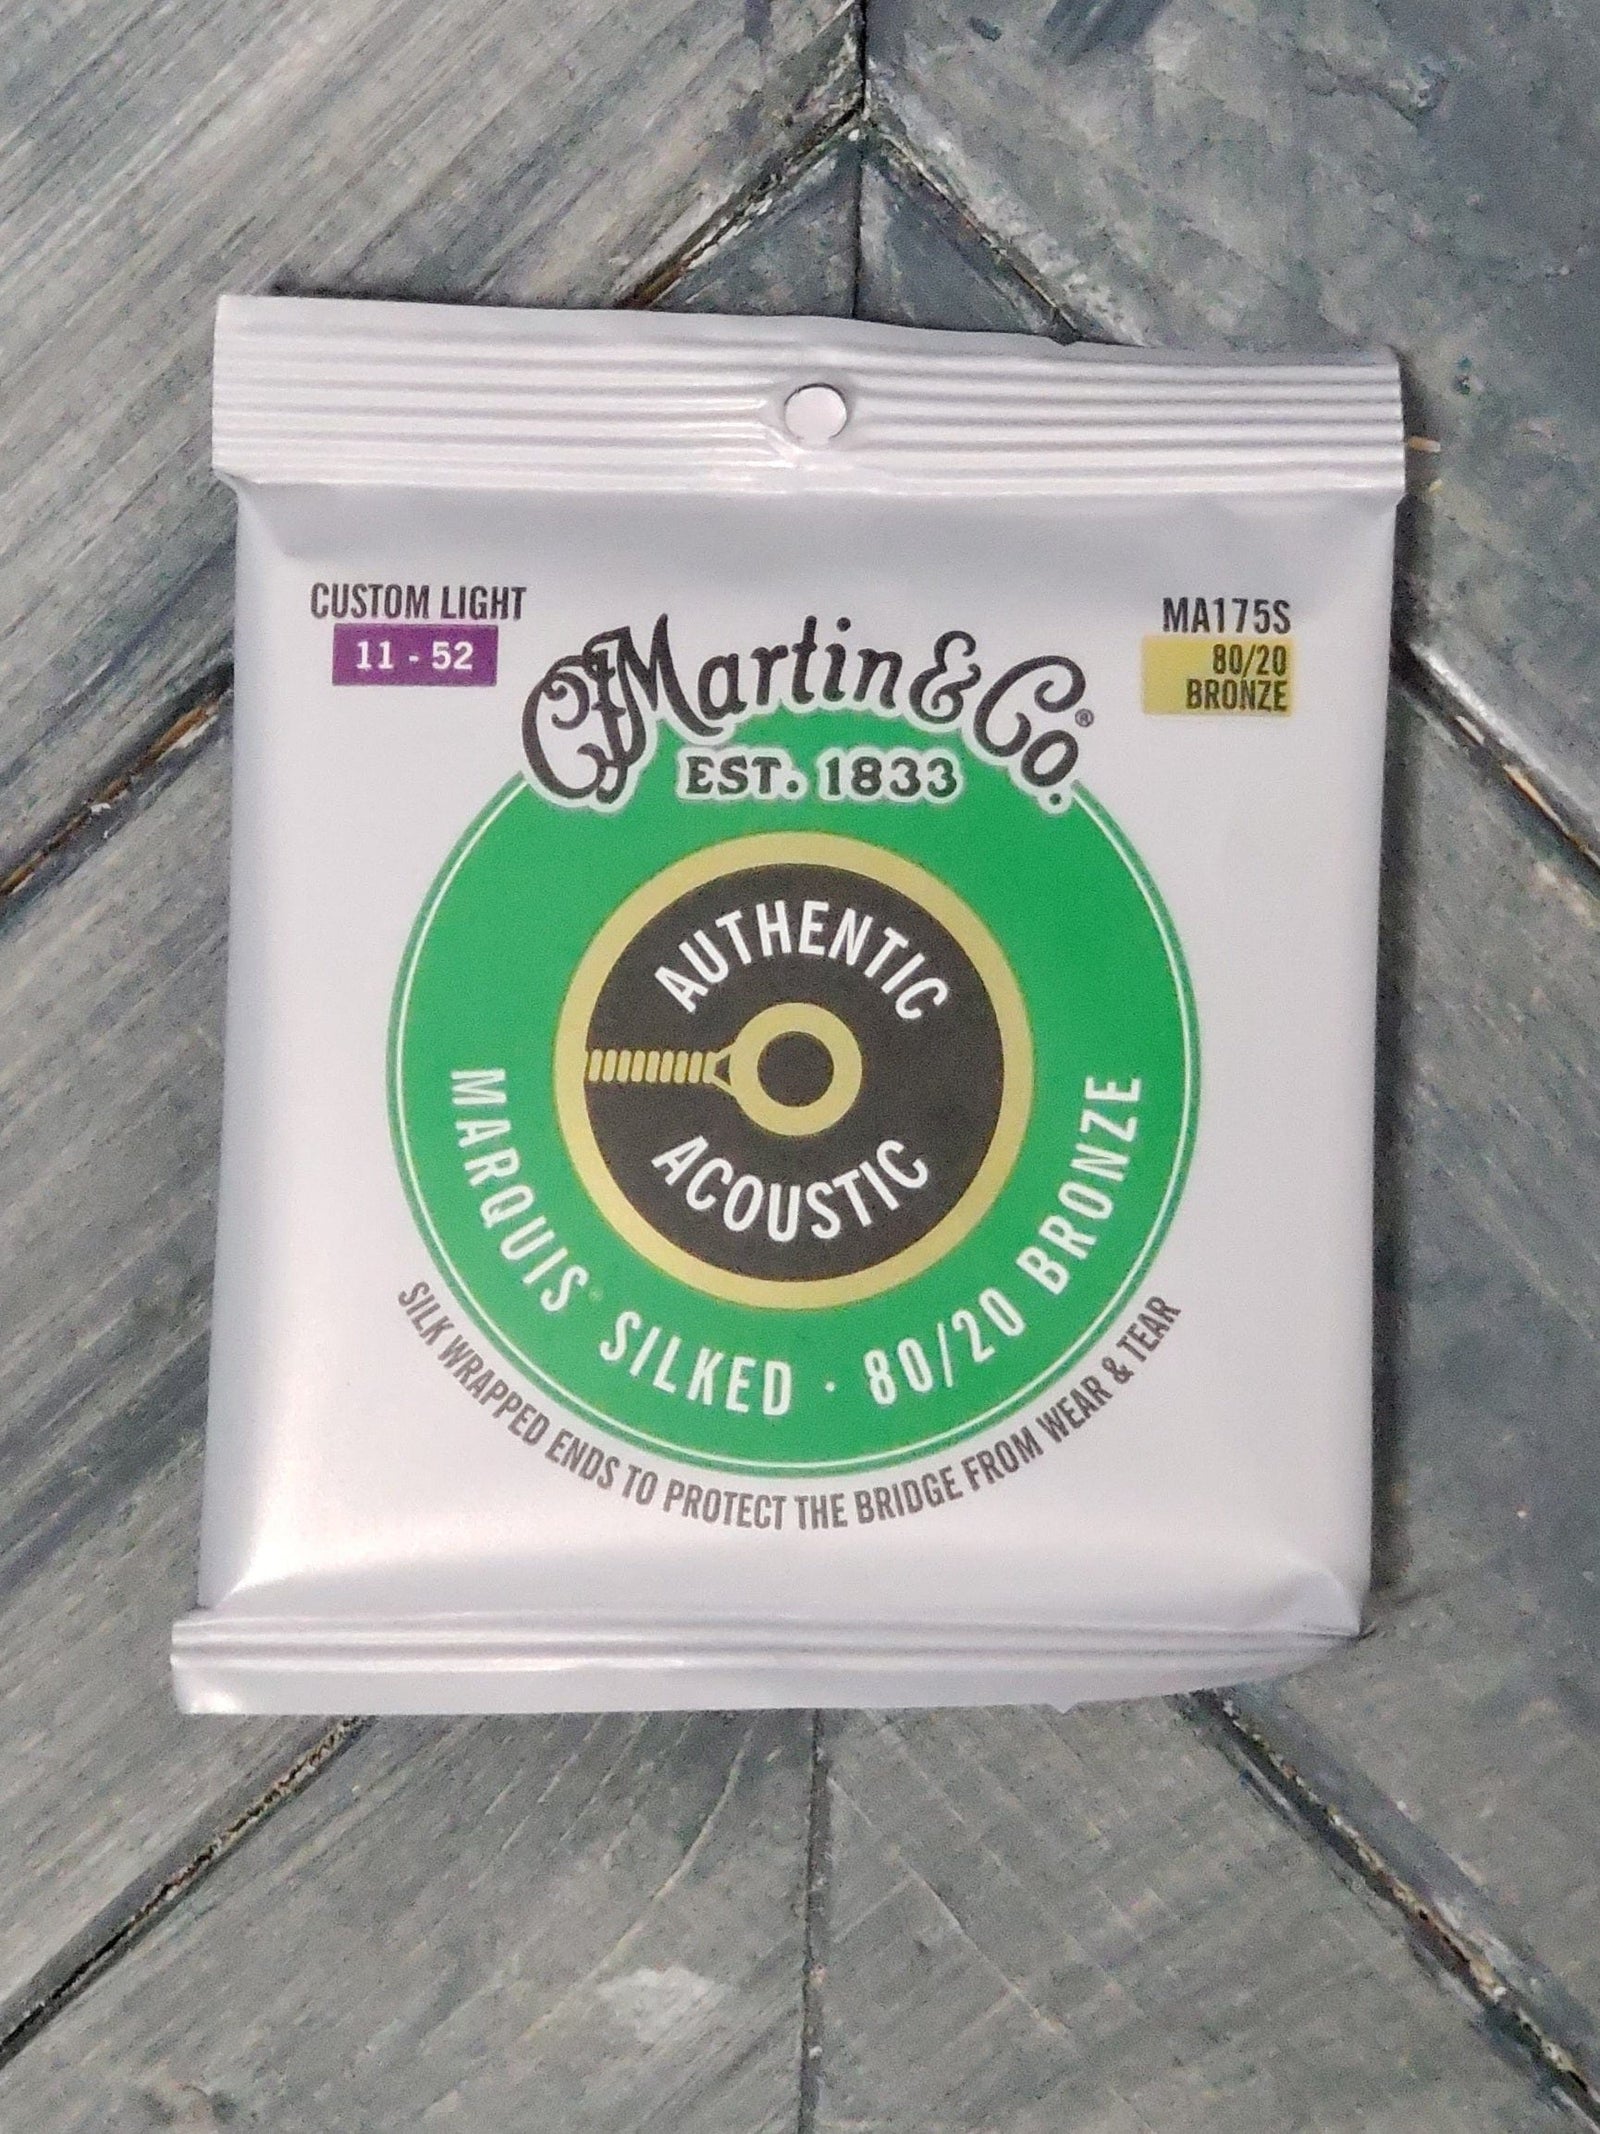 CUSTOM LIGHT
11 - 52
MA175S
80/20
BRONZE
CF Martin & Co.®
EST. 1833
AUTHENTIC
ACOUSTIC
MARQUIS® SILKED · 80/20 BRONZE
SILK WRAPPED ENDS TO PROTECT THE BRIDGE FROM WEAR & TEAR